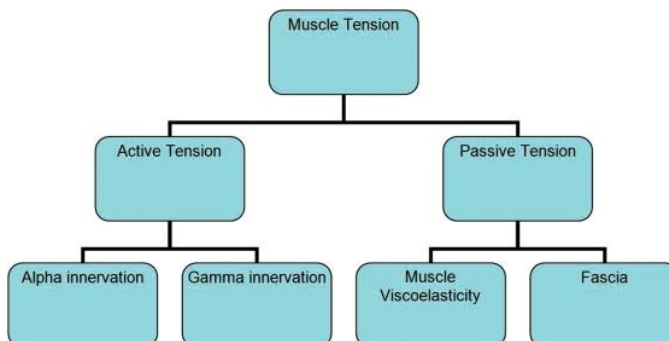 Muscle Tension
Active Tension
Passive Tension
Alpha innervation
Gamma innervation
Muscle
Viscoelasticity
Fascia